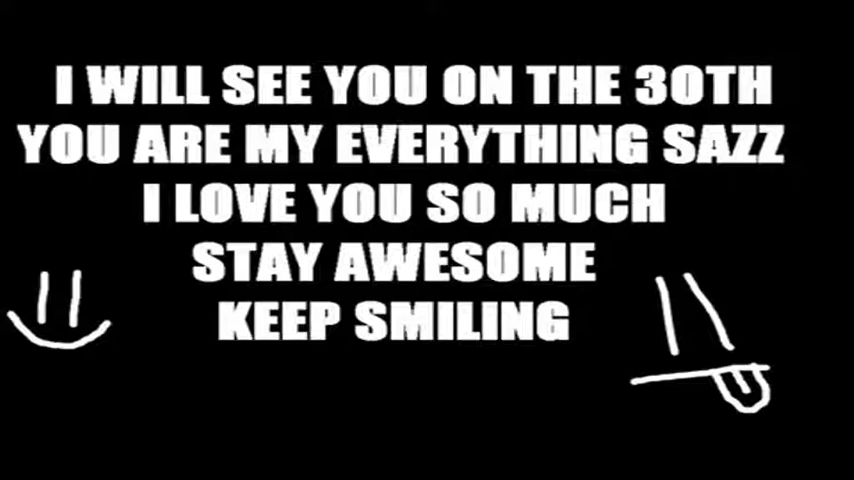 I WILL SEE YOU ON THE 30TH
YOU ARE MY EVERYTHING SAZZ
I LOVE YOU SO MUCH
STAY AWESOME
KEEP SMILING